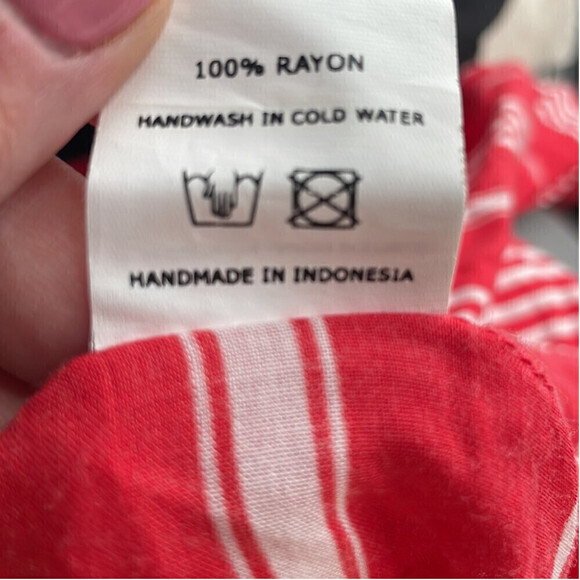 100% RAYON
HANDWASH IN COLD WATER
HANDMADE IN INDONESIA